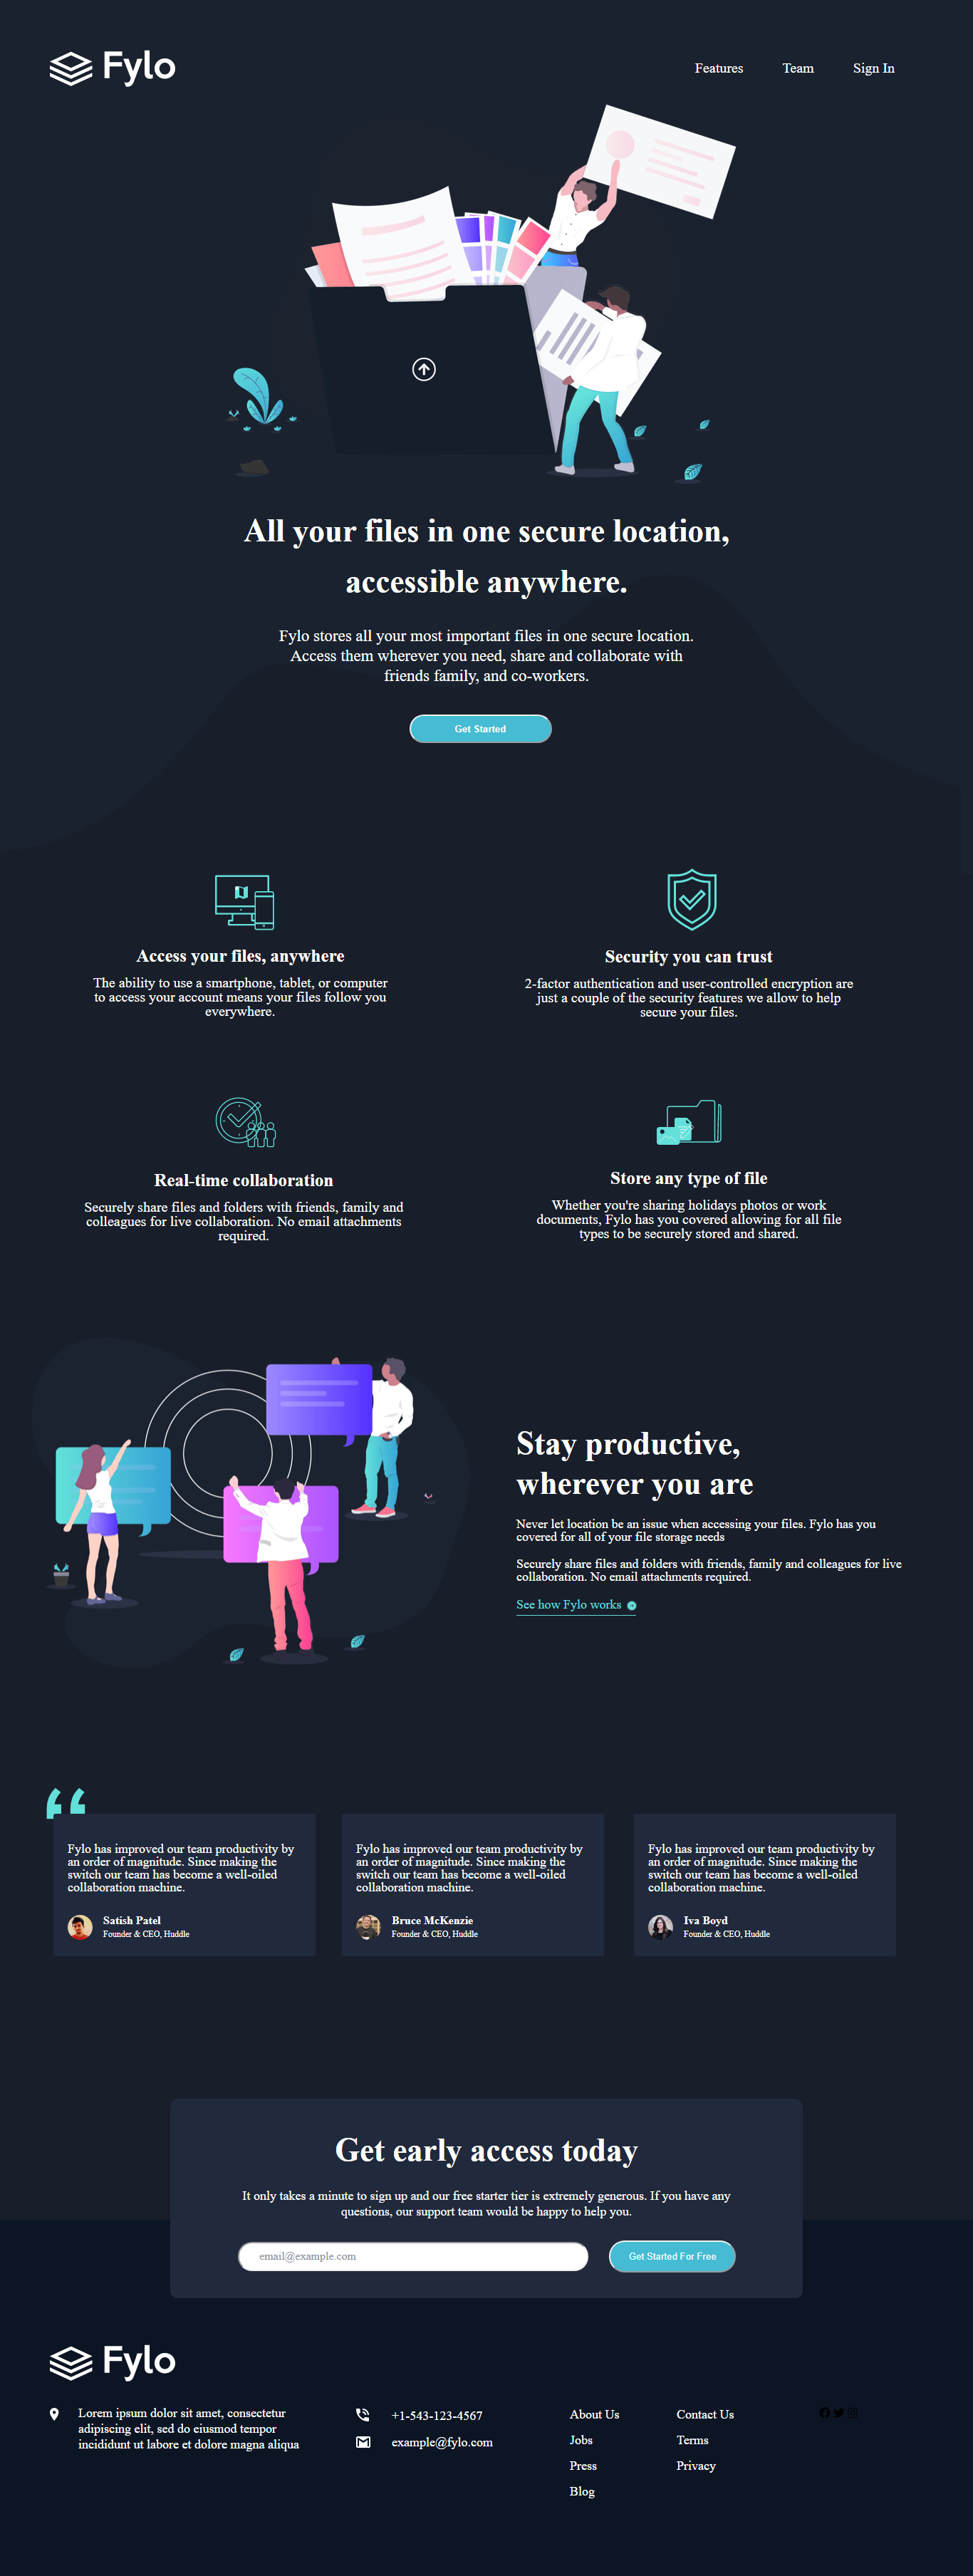 Fylo
Features Team Sign In
All your files in one secure location,
accessible anywhere.
Fylo stores all your most important files in one secure location.
Access them wherever you need, share and collaborate with
friends family, and co-workers.
Get Started
Access your files, anywhere
The ability to use a smartphone, tablet, or computer
to access your account means your files follow you
everywhere.
Security you can trust
2-factor authentication and user-controlled encryption are
just a couple of the security features we allow to help
secure your files.
Real-time collaboration
Securely share files and folders with friends, family and
colleagues for live collaboration. No email attachments
required.
Store any type of file
Whether you're sharing holidays photos or work
documents, Fylo has you covered allowing for all file
types to be securely stored and shared.
Stay productive,
wherever you are
Never let location be an issue when accessing your files. Fylo has you
covered for all of your file storage needs
Securely share files and folders with friends, family and colleagues for live
collaboration. No email attachments required.
See how Fylo works
Fylo has improved our team productivity by
an order of magnitude. Since making the
switch our team has become a well-oiled
collaboration machine.
Satish Patel
Founder & CEO, Huddle
Fylo has improved our team productivity by
an order of magnitude. Since making the
switch our team has become a well-oiled
collaboration machine.
Bruce McKenzie
Founder & CEO, Huddle
Fylo has improved our team productivity by
an order of magnitude. Since making the
switch our team has become a well-oiled
collaboration machine.
Iva Boyd
Founder & CEO, Huddle
Get early access today
It only takes a minute to sign up and our free starter tier is extremely generous. If you have any
questions, our support team would be happy to help you.
email@example.com
Get Started For Free
Fylo
Lorem ipsum dolor sit amet, consectetur
adipiscing elit, sed do eiusmod tempor
incididunt ut labore et dolore magna aliqua
+1-543-123-4567
example@fylo.com
About Us
Jobs
Press
Blog
Contact Us
Terms
Privacy